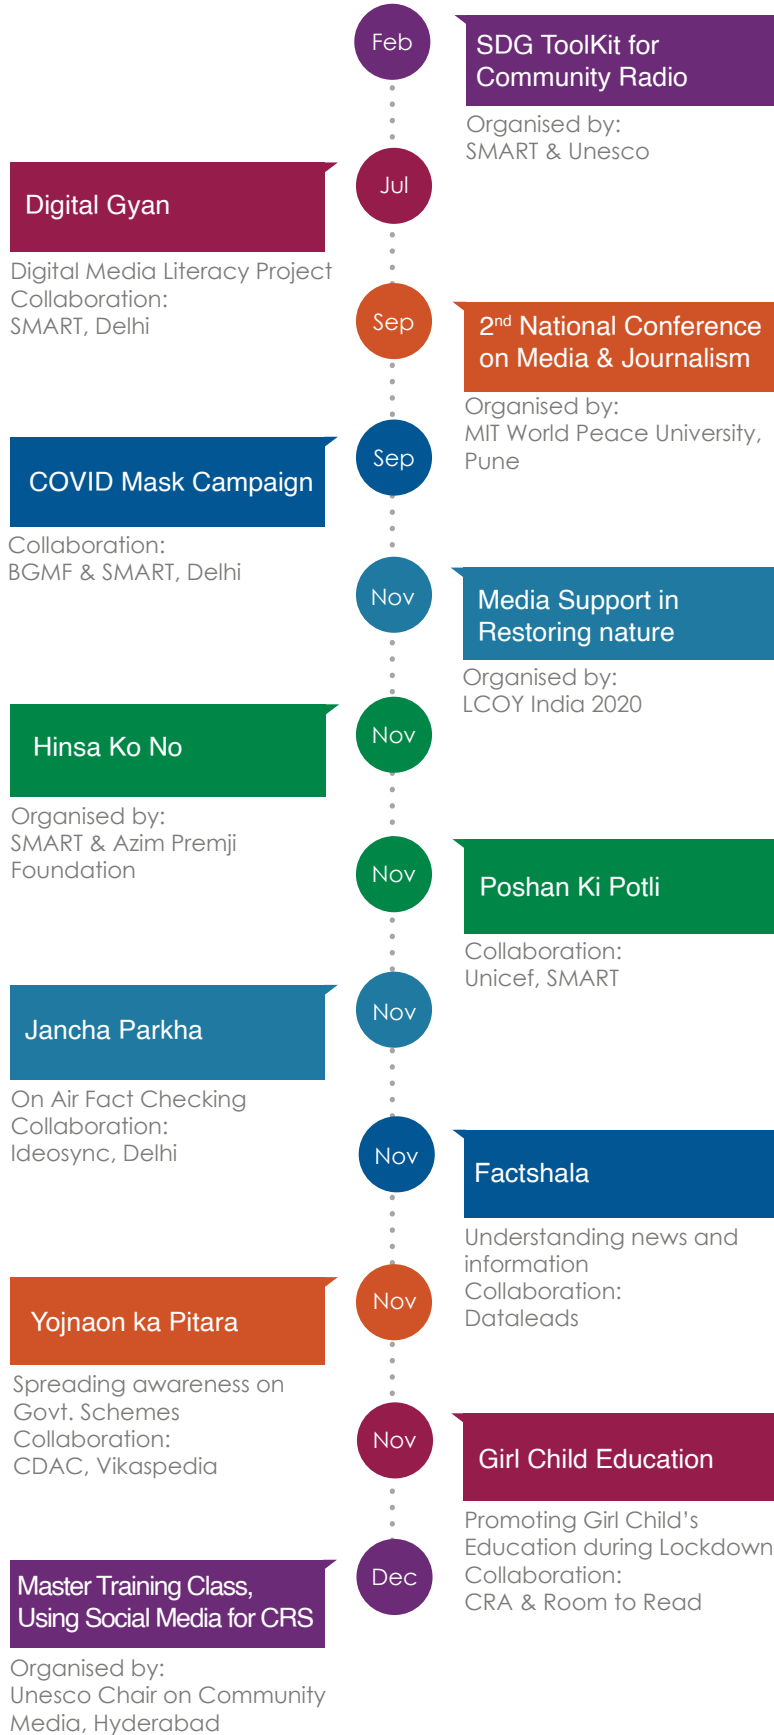 Feb
SDG ToolKit for
Community Radio
Organised by:
SMART & Unesco
Jul
Digital Gyan
Digital Media Literacy Project
Collaboration:
SMART, Delhi
Sep
2nd National Conference
on Media & Journalism
Organised by:
MIT World Peace University,
Pune
Sep
COVID Mask Campaign
Collaboration:
BGMF & SMART, Delhi
Nov
Media Support in
Restoring nature
Organised by:
LCOY India 2020
Nov
Hinsa Ko No
Organised by:
SMART & Azim Premji
Foundation
Nov
Poshan Ki Potli
Collaboration:
Unicef, SMART
Nov
Jancha Parkha
On Air Fact Checking
Collaboration:
Ideosync, Delhi
Nov
Factshala
Understanding news and
information
Collaboration:
Dataleads
Nov
Yojnaon ka Pitara
Spreading awareness on
Govt. Schemes
Collaboration:
CDAC, Vikaspedia
Nov
Girl Child Education
Promoting Girl Child's
Education during Lockdown
Collaboration:
CRA & Room to Read
Dec
Master Training Class,
Using Social Media for CRS
Organised by:
Unesco Chair on Community
Media, Hyderabad